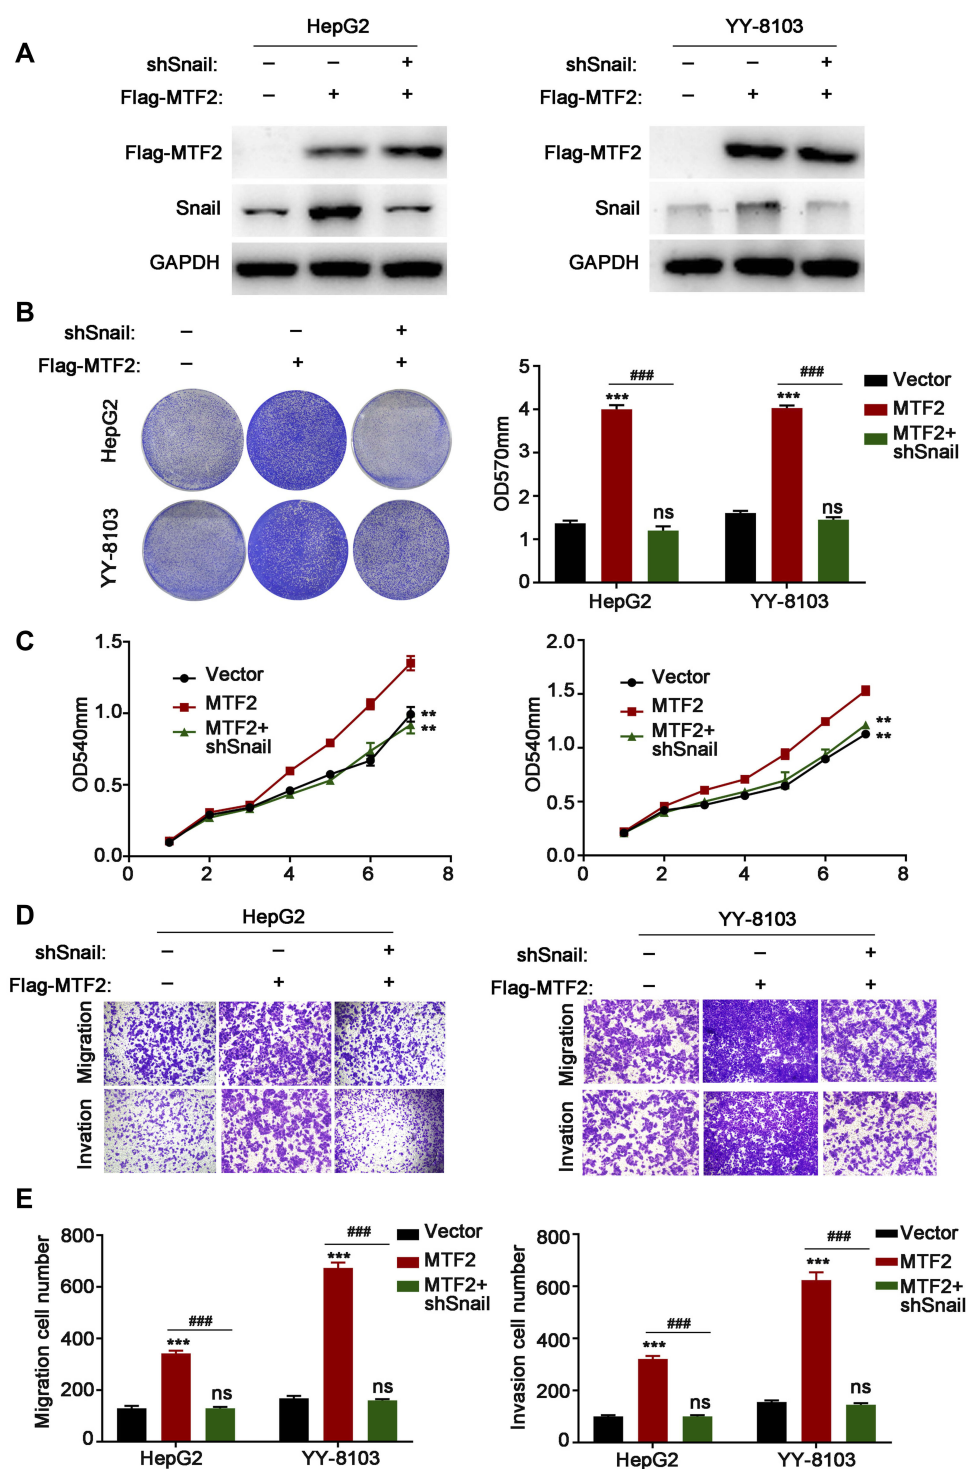 HepG2
YY-8103
A
shSnail: – – +
shSnail: – – +
Flag-MTF2: – + +
Flag-MTF2: – + +
Flag-MTF2
Flag-MTF2
Snail
Snail
GAPDH
GAPDH
B
shSnail: – – +
Flag-MTF2: – + +
HepG2
YY-8103
OD570mm
5
4
2
1
0
###
***
ns
###
***
ns
HepG2
YY-8103
Vector
MTF2
MTF2+
shSnail
C
OD540mm
1.5
1.0
0.5
0.0
0 2 4 6 8
Vector
MTF2
MTF2+
shSnail
**
**
OD540mm
2.0
1.5
1.0
0.5
0.0
0 2 4 6 8
Vector
MTF2
MTF2+
shSnail
**
**
D
HepG2
shSnail: – – +
Flag-MTF2: – + +
Migration
Invation
YY-8103
shSnail: – – +
Flag-MTF2: – + +
Migration
Invation
E
Migration cell number
800
600
400
200
0
###
***
ns
###
***
ns
HepG2
YY-8103
Vector
MTF2
MTF2+
shSnail
Invasion cell number
800
600
400
200
0
###
***
ns
###
***
ns
HepG2
YY-8103
Vector
MTF2
MTF2+
shSnail